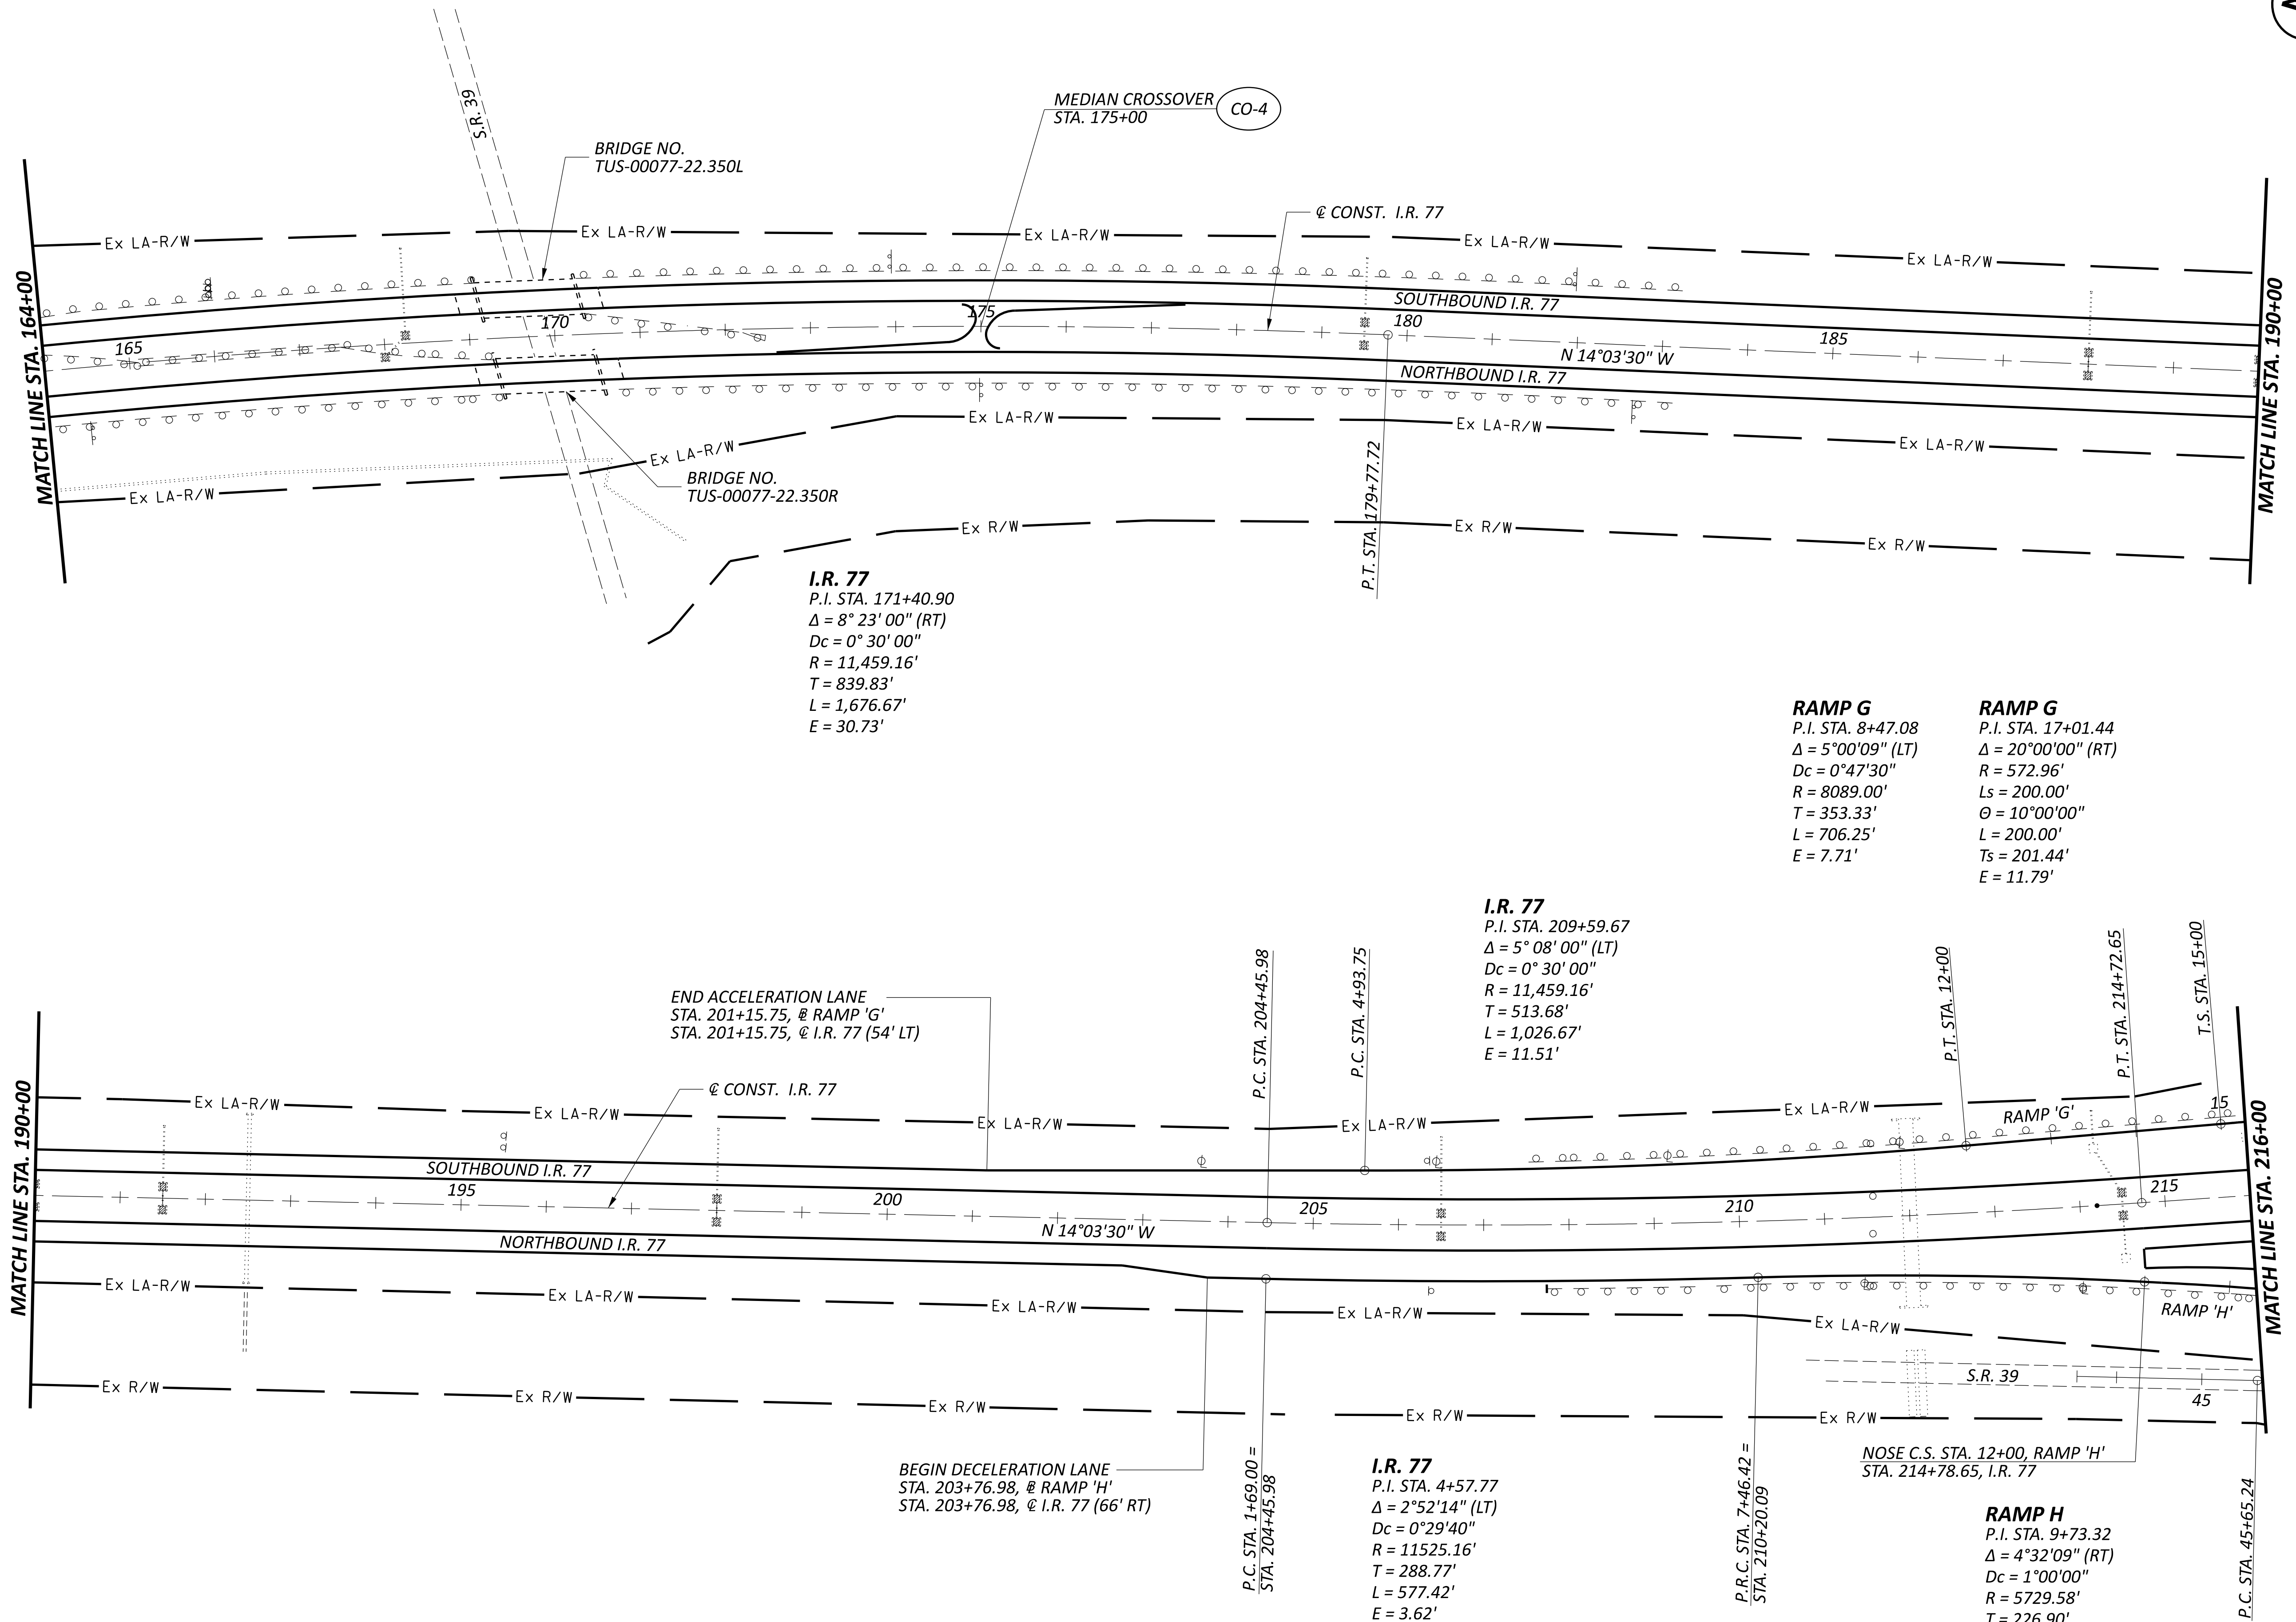 S.R. 39
MEDIAN CROSSOVER
STA. 175+00
CO-4
BRIDGE NO.
TUS-00077-22.350L
℄ CONST. I.R. 77
Ex LA-R/W
Ex LA-R/W
Ex LA-R/W
Ex LA-R/W
Ex LA-R/W
MATCH LINE STA. 164+00
MATCH LINE STA. 190+00
165
170
175
180
185
SOUTHBOUND I.R. 77
N 14°03'30" W
NORTHBOUND I.R. 77
Ex LA-R/W
Ex LA-R/W
Ex LA-R/W
Ex LA-R/W
Ex LA-R/W
BRIDGE NO.
TUS-00077-22.350R
P.T. STA. 179+77.72
Ex R/W
Ex R/W
Ex R/W
I.R. 77
P.I. STA. 171+40.90
Δ = 8° 23' 00" (RT)
Dc = 0° 30' 00"
R = 11,459.16'
T = 839.83'
L = 1,676.67'
E = 30.73'
RAMP G
P.I. STA. 8+47.08
Δ = 5°00'09" (LT)
Dc = 0°47'30"
R = 8089.00'
T = 353.33'
L = 706.25'
E = 7.71'
RAMP G
P.I. STA. 17+01.44
Δ = 20°00'00" (RT)
R = 572.96'
Ls = 200.00'
Θ = 10°00'00"
L = 200.00'
Ts = 201.44'
E = 11.79'
I.R. 77
P.I. STA. 209+59.67
Δ = 5° 08' 00" (LT)
Dc = 0° 30' 00"
R = 11,459.16'
T = 513.68'
L = 1,026.67'
E = 11.51'
END ACCELERATION LANE
STA. 201+15.75, ℄ RAMP 'G'
STA. 201+15.75, ℄ I.R. 77 (54' LT)
P.C. STA. 204+45.98
P.C. STA. 4+93.75
P.T. STA. 12+00
P.T. STA. 214+72.65
T.S. STA. 15+00
℄ CONST. I.R. 77
Ex LA-R/W
Ex LA-R/W
Ex LA-R/W
Ex LA-R/W
Ex LA-R/W
RAMP 'G'
15
MATCH LINE STA. 190+00
MATCH LINE STA. 216+00
SOUTHBOUND I.R. 77
195
200
205
210
215
N 14°03'30" W
NORTHBOUND I.R. 77
Ex LA-R/W
Ex LA-R/W
Ex LA-R/W
Ex LA-R/W
Ex LA-R/W
RAMP 'H'
S.R. 39
45
Ex R/W
Ex R/W
Ex R/W
Ex R/W
Ex R/W
BEGIN DECELERATION LANE
STA. 203+76.98, ℄ RAMP 'H'
STA. 203+76.98, ℄ I.R. 77 (66' RT)
P.C. STA. 1+69.00 =
STA. 204+45.98
I.R. 77
P.I. STA. 4+57.77
Δ = 2°52'14" (LT)
Dc = 0°29'40"
R = 11525.16'
T = 288.77'
L = 577.42'
E = 3.62'
P.R.C. STA. 7+46.42 =
STA. 210+20.09
NOSE C.S. STA. 12+00, RAMP 'H'
STA. 214+78.65, I.R. 77
RAMP H
P.I. STA. 9+73.32
Δ = 4°32'09" (RT)
Dc = 1°00'00"
R = 5729.58'
T = 226.90'
P.C. STA. 45+65.24